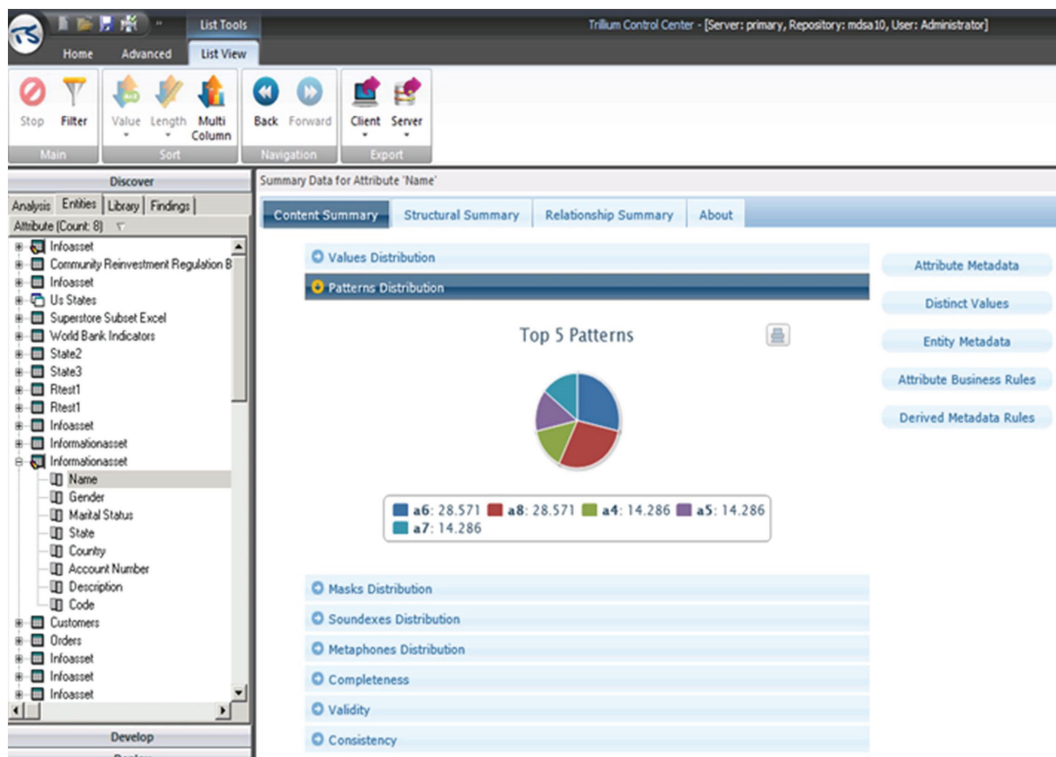 List Tools
Trillium Control Center - [Server: primary, Repository: mdsa10, User: Administrator]
Home Advanced List View
Stop Filter Value Length Multi Column Back Forward Client Server
Main Sort Navigation Export
Discover
Analysis Entities Library Findings
Attribute (Count: 8)
Infoasset
Community Reinvestment Regulation B
Infoasset
Us States
Superstore Subset Excel
World Bank Indicators
State2
State3
Rtest1
Rtest1
Infoasset
Informationasset
Informationasset
Name
Gender
Marital Status
State
Country
Account Number
Description
Code
Customers
Orders
Infoasset
Infoasset
Infoasset
Develop
Summary Data for Attribute 'Name'
Content Summary Structural Summary Relationship Summary About
Values Distribution
Patterns Distribution
Top 5 Patterns
a6: 28.571 a8: 28.571 a4: 14.286 a5: 14.286
a7: 14.286
Masks Distribution
Soundexes Distribution
Metaphones Distribution
Completeness
Validity
Consistency
Attribute Metadata
Distinct Values
Entity Metadata
Attribute Business Rules
Derived Metadata Rules